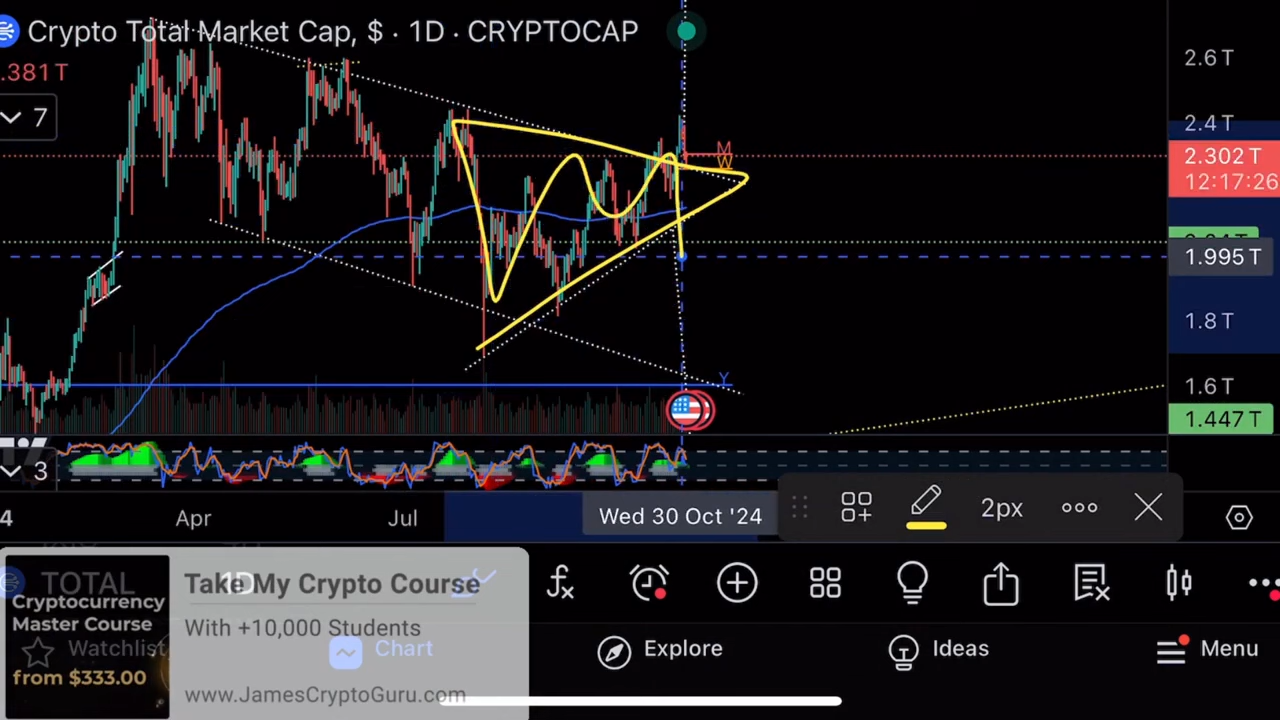 Crypto Total Market Cap, $ · 1D · CRYPTOCAP
.381 T
7
2.6 T
2.4 T
M
W
2.302 T
12:17:26
1.995 T
1.8 T
Y
1.6 T
1.447 T
3
4
Apr
Jul
Wed 30 Oct '24
2px
TOTAL
1D
Cryptocurrency
Master Course
from $333.00
Take My Crypto Course
With +10,000 Students
www.JamesCryptoGuru.com
Watchlist
Chart
Explore
Ideas
Menu